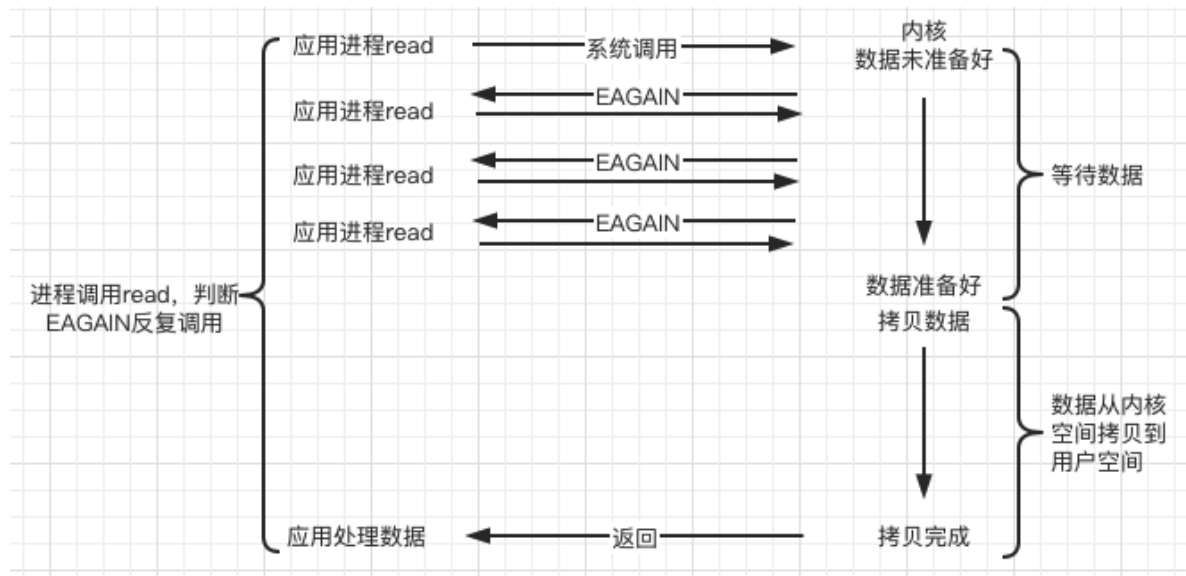 应用进程read
系统调用
内核
数据未准备好
EAGAIN
应用进程read
EAGAIN
应用进程read
等待数据
EAGAIN
应用进程read
进程调用read，判断
EAGAIN反复调用
数据准备好
拷贝数据
数据从内核
空间拷贝到
用户空间
应用处理数据
返回
拷贝完成